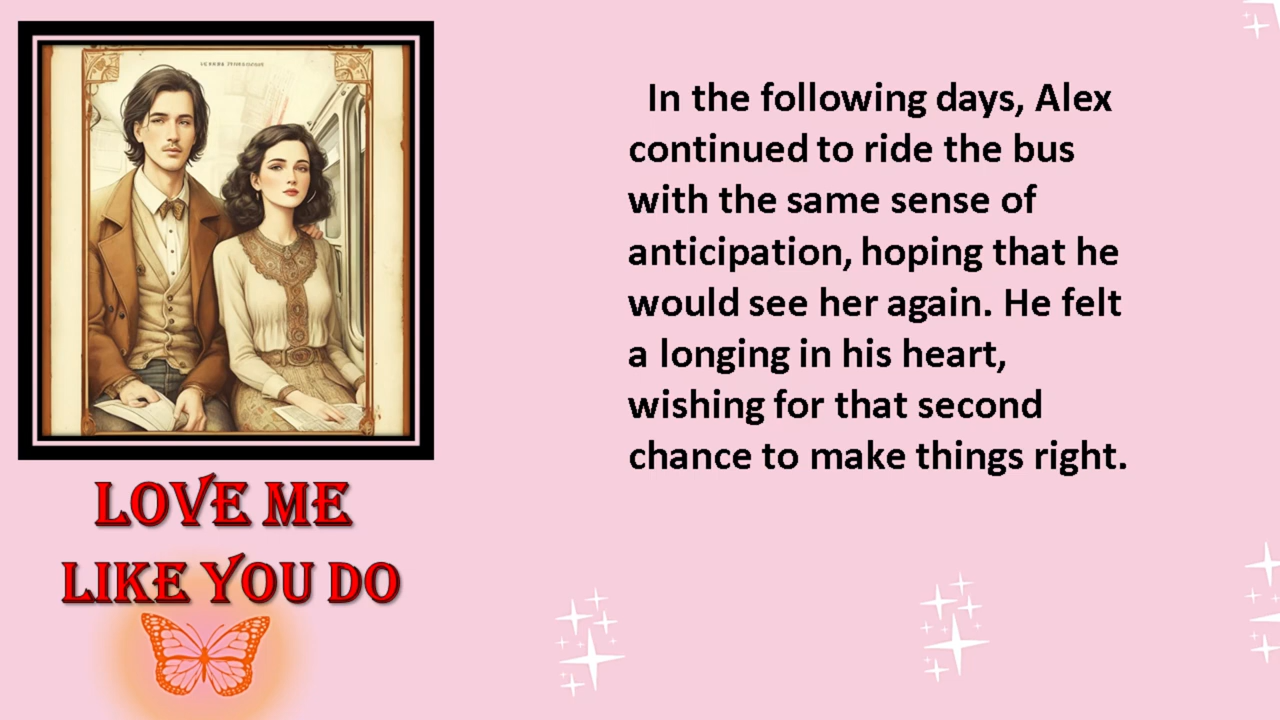 In the following days, Alex
continued to ride the bus
with the same sense of
anticipation, hoping that he
would see her again. He felt
a longing in his heart,
wishing for that second
chance to make things right.
LOVE ME
LIKE YOU DO